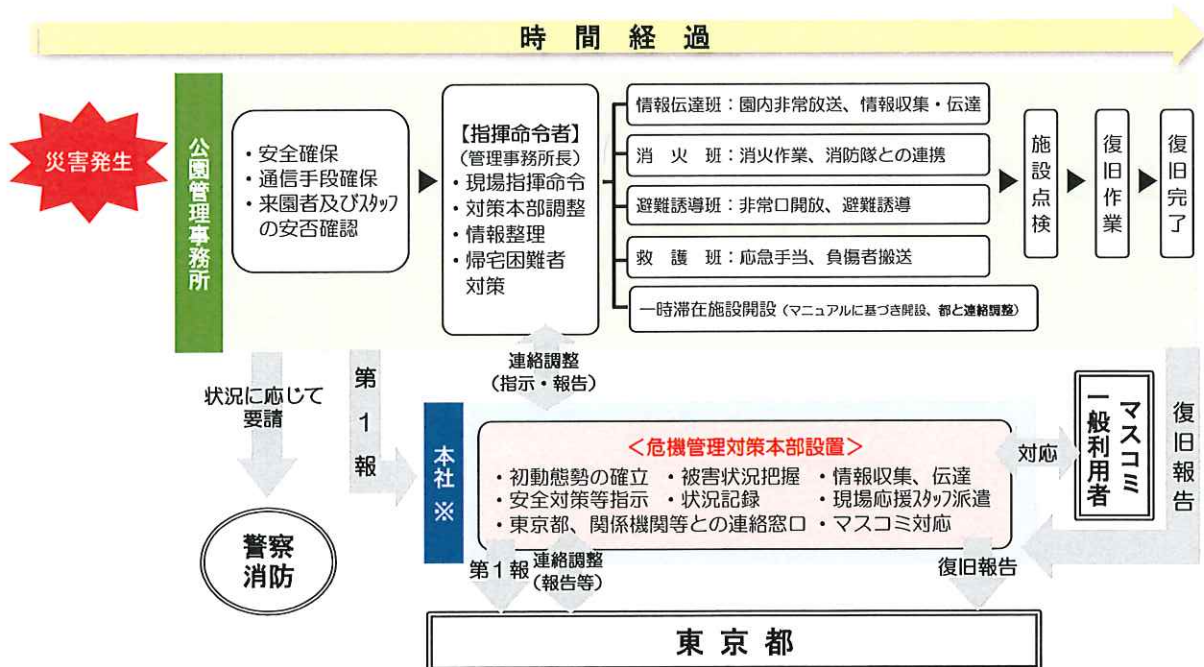 時間経過
災害発生
公園管理事務所
・安全確保
・通信手段確保
・来園者及びスタッフ
の安否確認
【指揮命令者】
(管理事務所長)
・現場指揮命令
・対策本部調整
・情報整理
・帰宅困難者
対策
情報伝達班：園内非常放送、情報収集・伝達
消火班：消火作業、消防隊との連携
避難誘導班：非常口開放、避難誘導
救護班：応急手当、負傷者搬送
一時滞在施設開設（マニュアルに基づき開設、都と連絡調整）
施設点検
復旧作業
復旧完了
状況に応じて
要請
第1報
連絡調整
(指示・報告)
警察
消防
本社※
＜危機管理対策本部設置＞
・初動態勢の確立 ・被害状況把握 ・情報収集、伝達
・安全対策等指示 ・状況記録 ・現場応援スタッフ派遣
・東京都、関係機関等との連絡窓口 ・マスコミ対応
対応
マスコミ
一般利用者
復旧報告
第1報
連絡調整
(報告等)
復旧報告
東京都